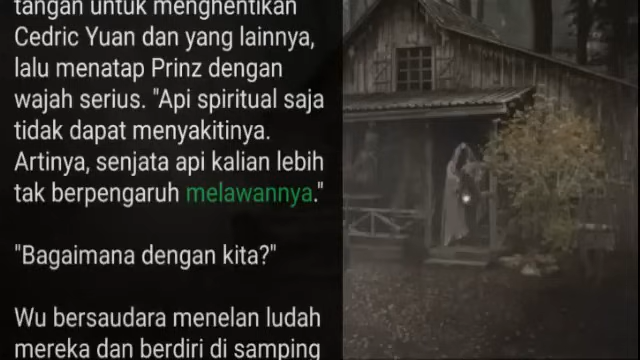 tangan untuk menghentikan
Cedric Yuan dan yang lainnya,
lalu menatap Prinz dengan
wajah serius. "Api spiritual saja
tidak dapat menyakitinya.
Artinya, senjata api kalian lebih
tak berpengaruh melawannya."
"Bagaimana dengan kita?"
Wu bersaudara menelan ludah
mereka dan berdiri di samping